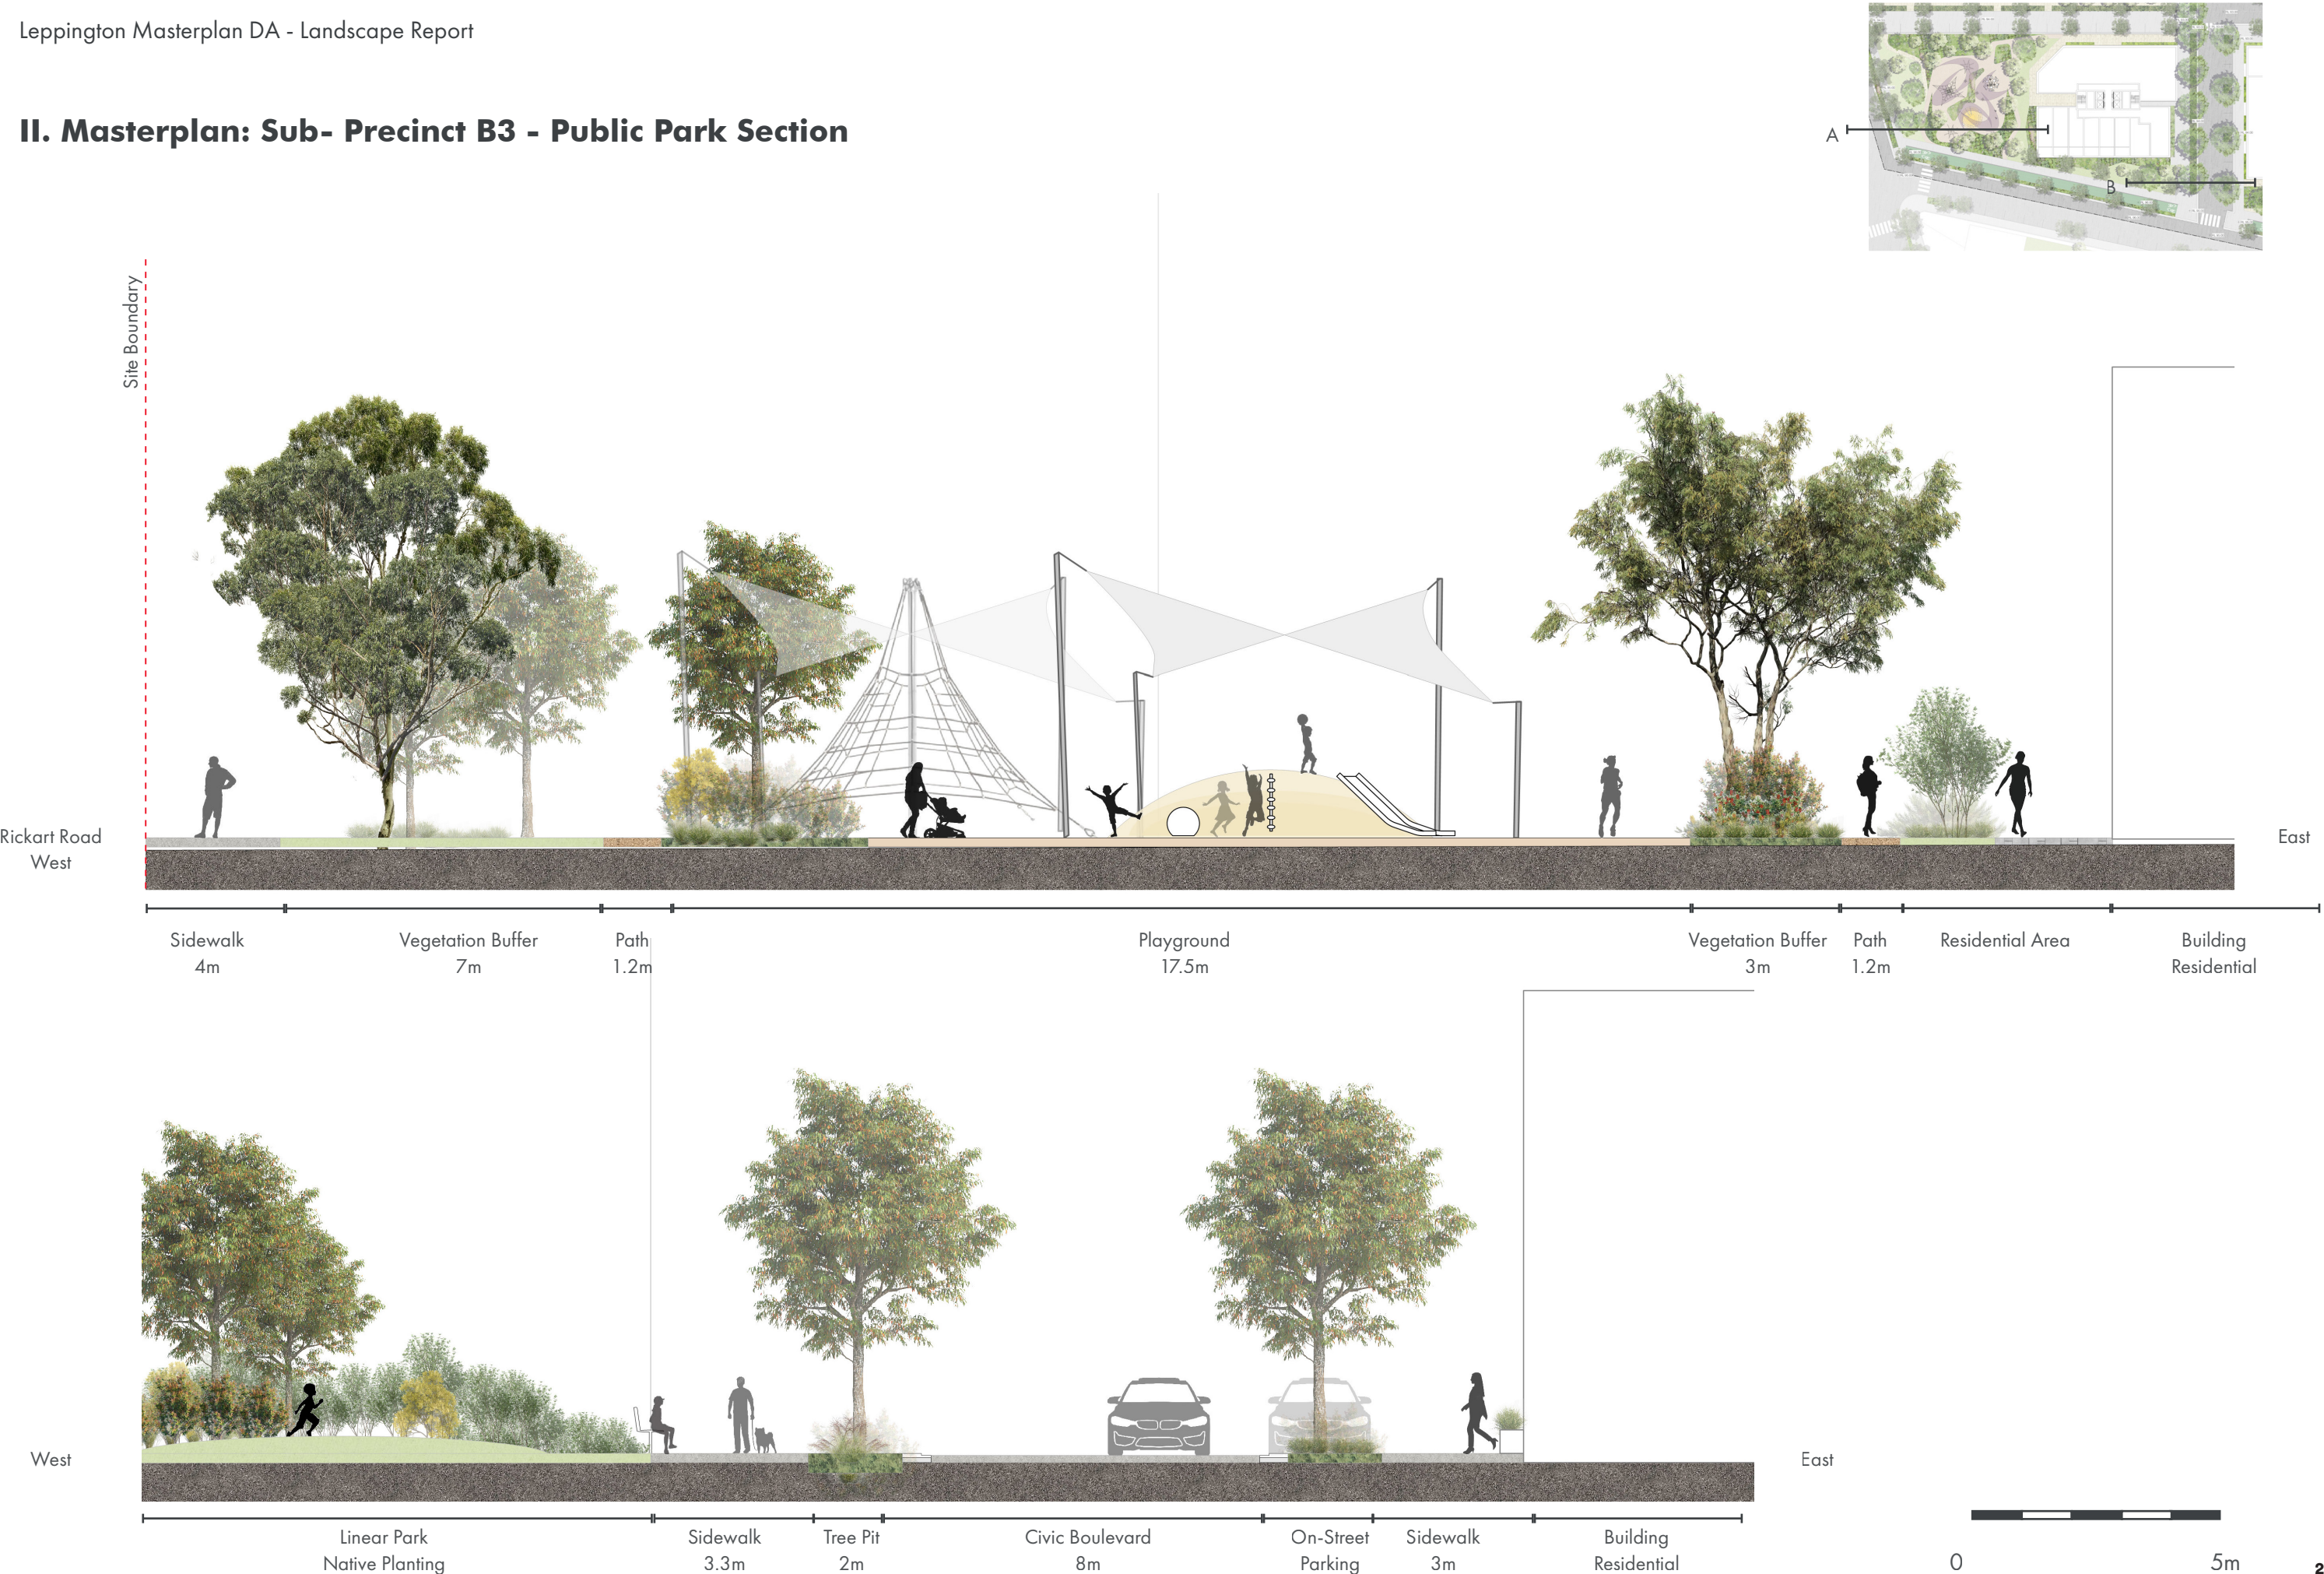 Leppington Masterplan DA - Landscape Report
II. Masterplan: Sub- Precinct B3 - Public Park Section
A
B
Site Boundary
Rickart Road
West
East
Sidewalk
4m
Vegetation Buffer
7m
Path
1.2m
Playground
17.5m
Vegetation Buffer
3m
Path
1.2m
Residential Area
Building
Residential
West
East
Linear Park
Native Planting
Sidewalk
3.3m
Tree Pit
2m
Civic Boulevard
8m
On-Street
Parking
Sidewalk
3m
Building
Residential
0
5m
2